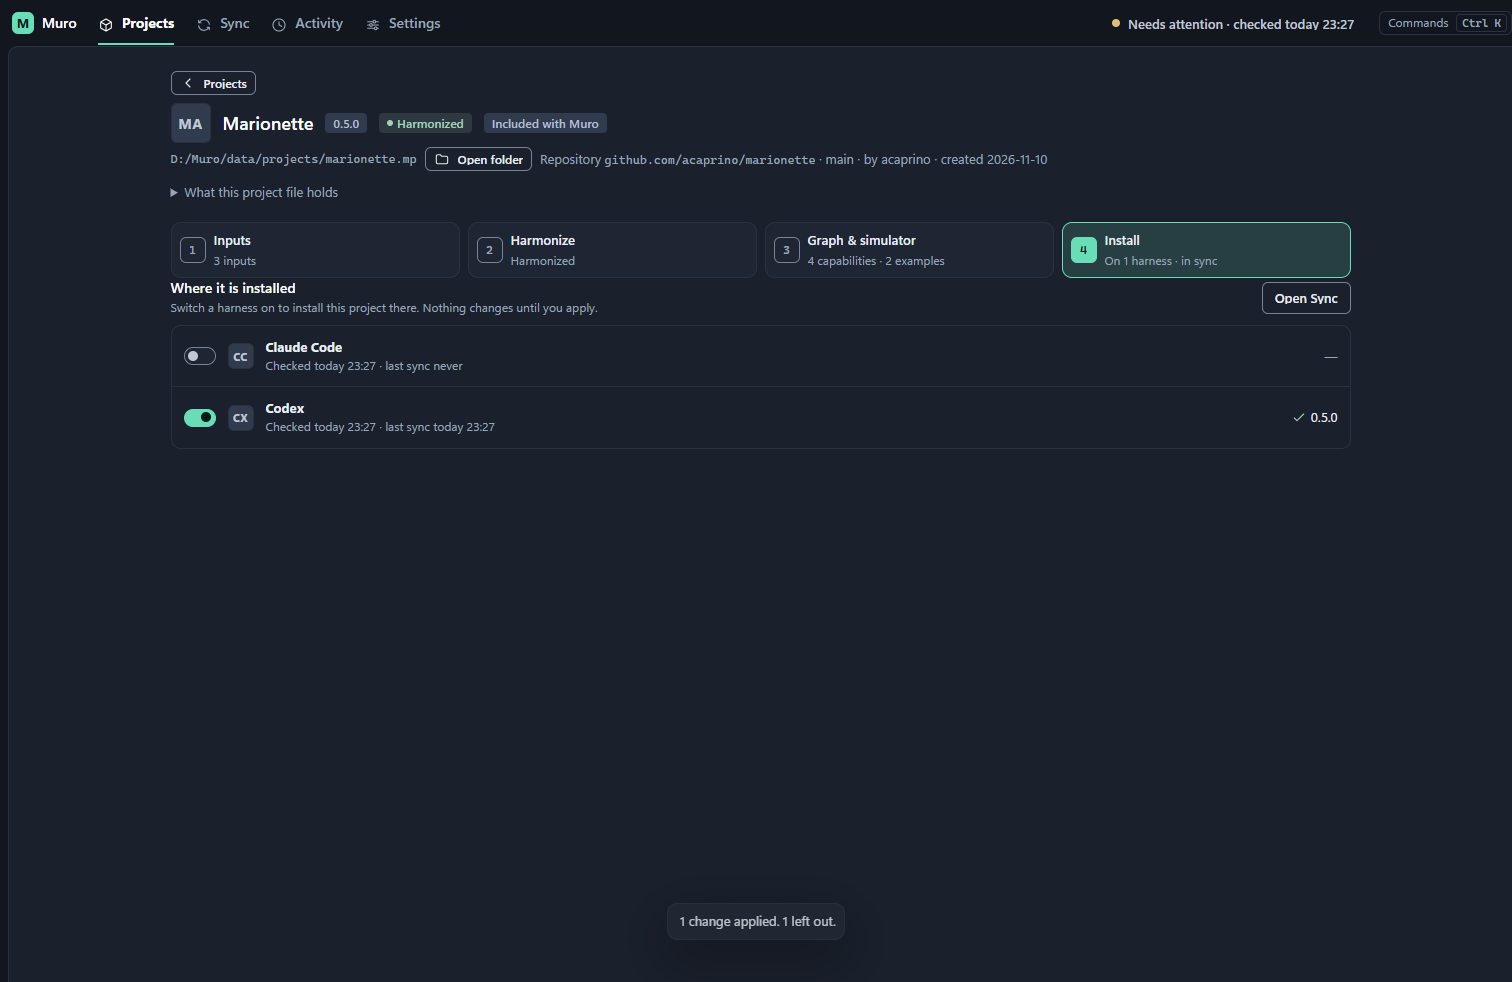 M Muro Projects Sync Activity Settings Needs attention · checked today 23:27 Commands Ctrl K
Projects
MA Marionette 0.5.0 Harmonized Included with Muro
D:/Muro/data/projects/marionette.mp Open folder Repository github.com/acaprino/marionette · main · by acaprino · created 2026-11-10
What this project file holds
1 Inputs
3 inputs
2 Harmonize
Harmonized
3 Graph & simulator
4 capabilities · 2 examples
4 Install
On 1 harness · in sync
Where it is installed
Switch a harness on to install this project there. Nothing changes until you apply.
Open Sync
CC Claude Code
Checked today 23:27 · last sync never
—
CX Codex
Checked today 23:27 · last sync today 23:27
0.5.0
1 change applied. 1 left out.